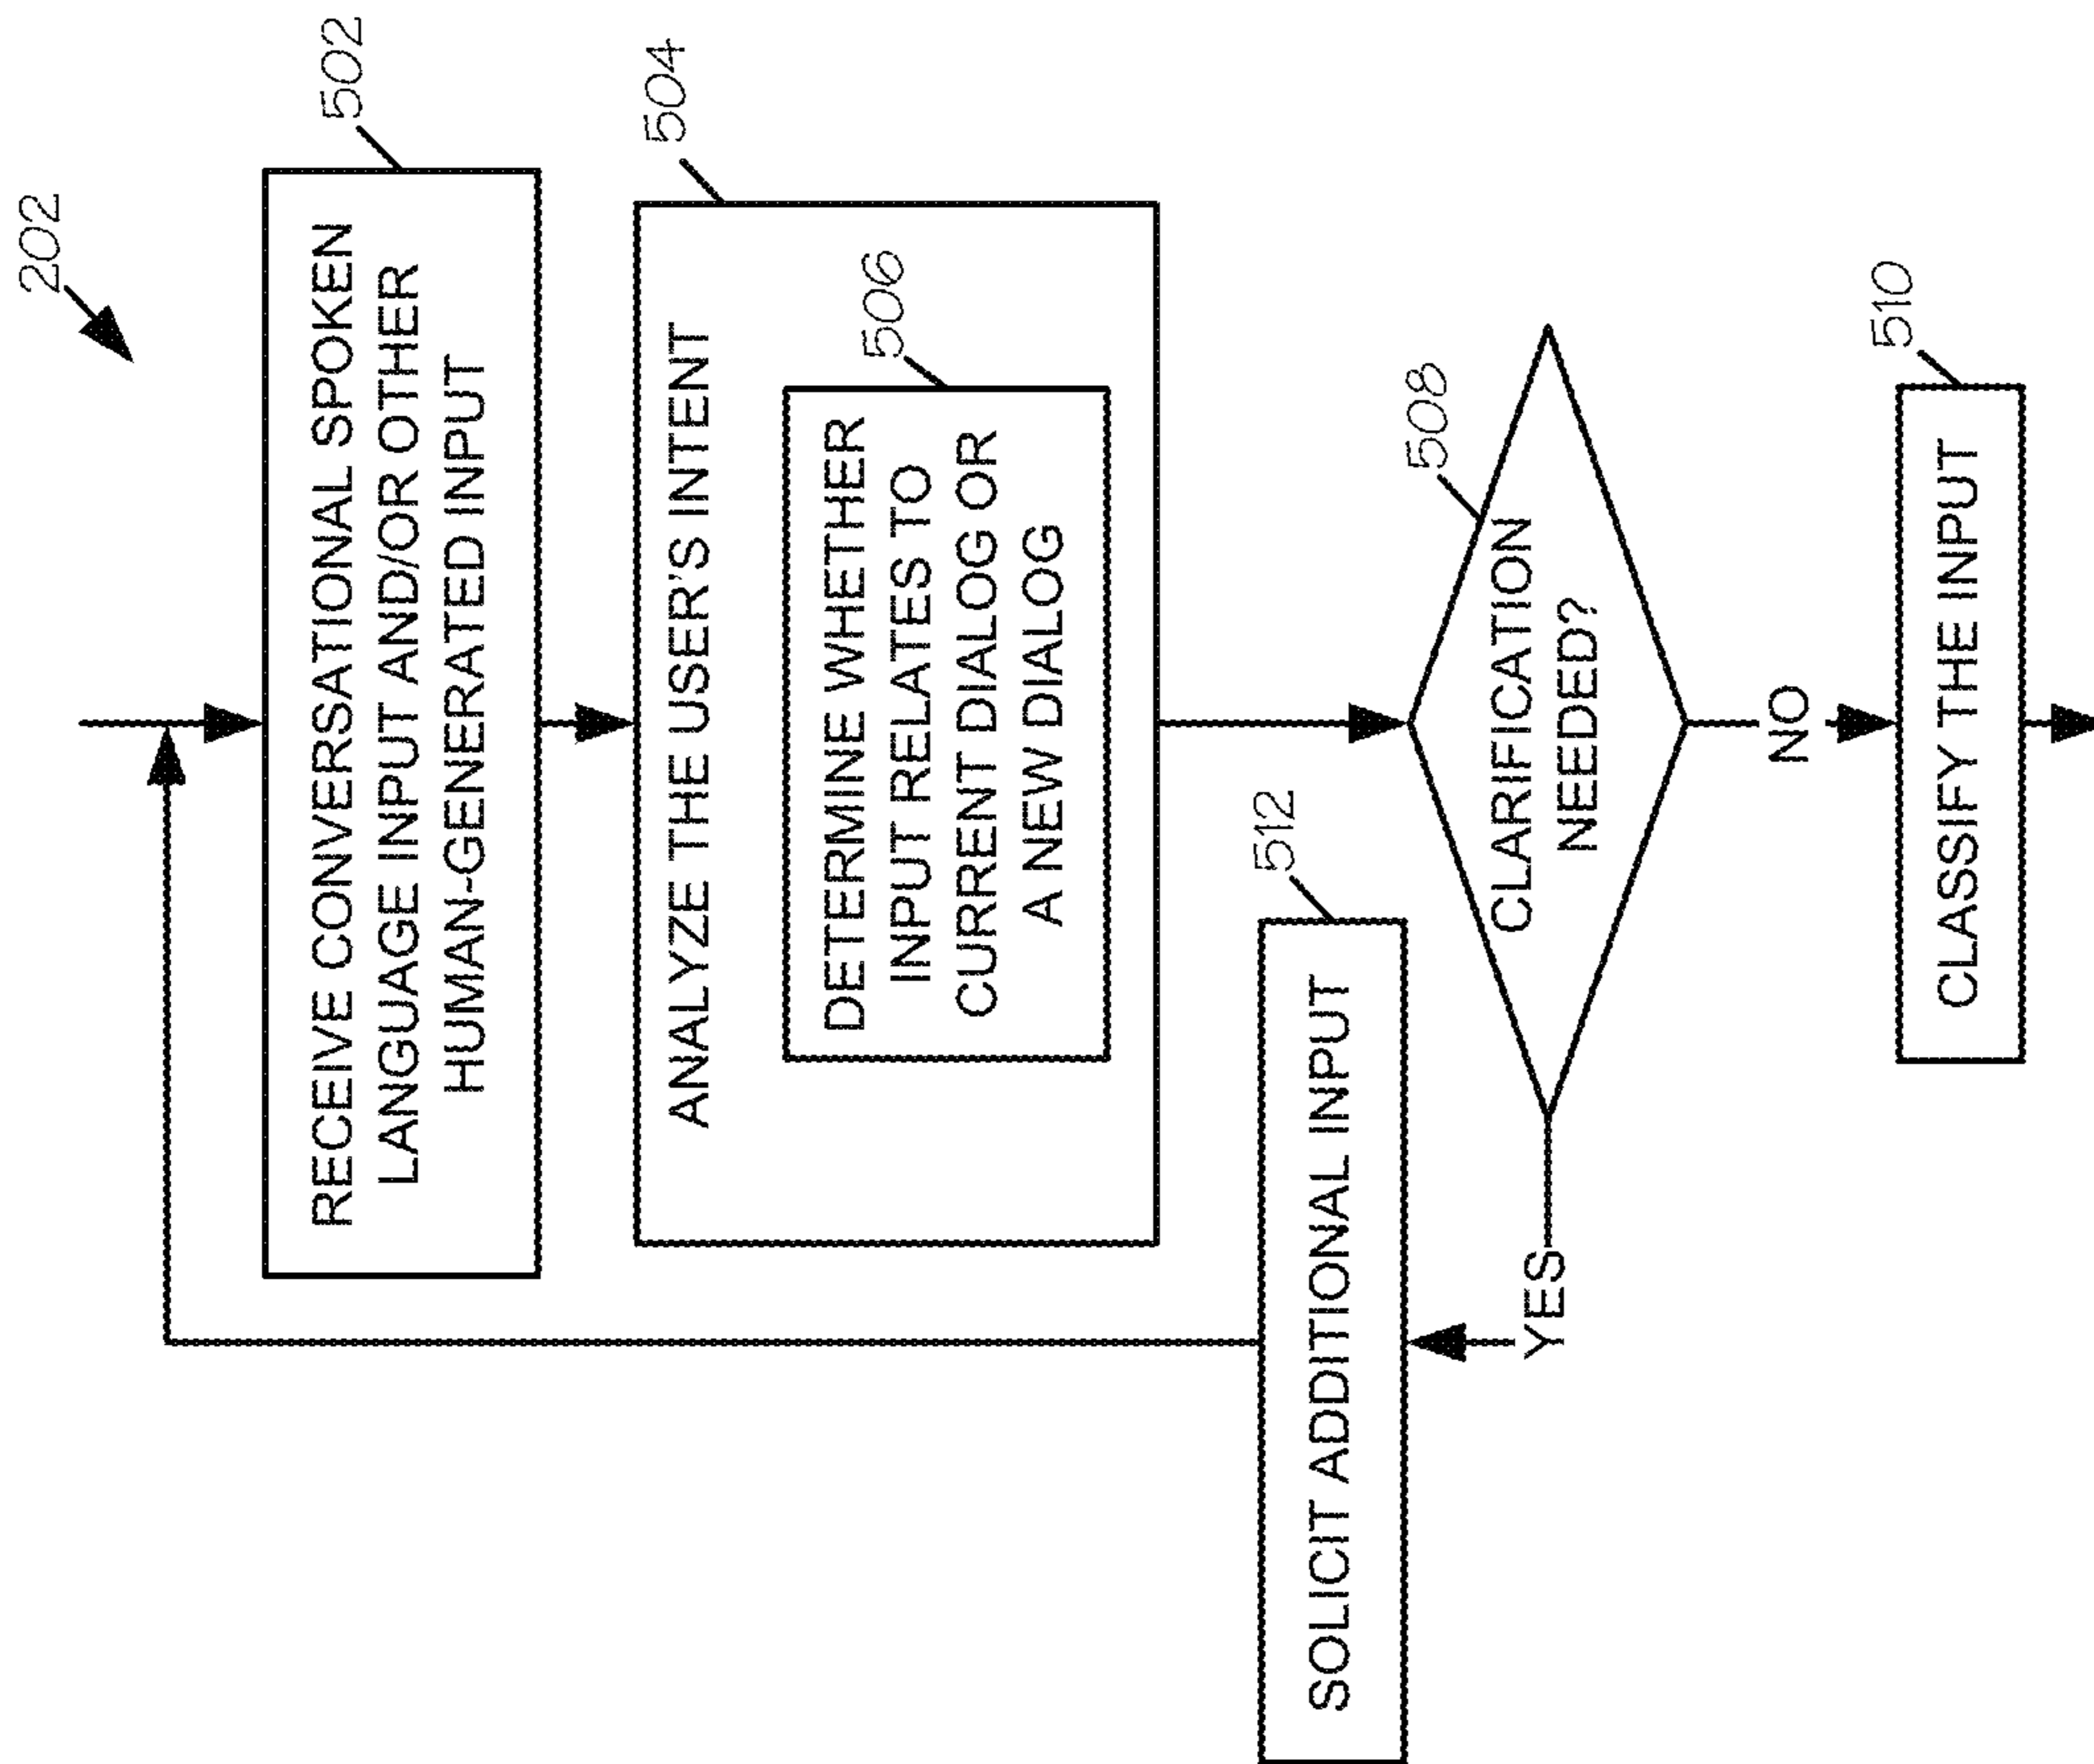 202
502
RECEIVE CONVERSATIONAL SPOKEN
LANGUAGE INPUT AND/OR OTHER
HUMAN-GENERATED INPUT
504
ANALYZE THE USER'S INTENT
506
DETERMINE WHETHER
INPUT RELATES TO
CURRENT DIALOG OR
A NEW DIALOG
512
SOLICIT ADDITIONAL INPUT
508
CLARIFICATION
NEEDED?
YES
NO
510
CLASSIFY THE INPUT